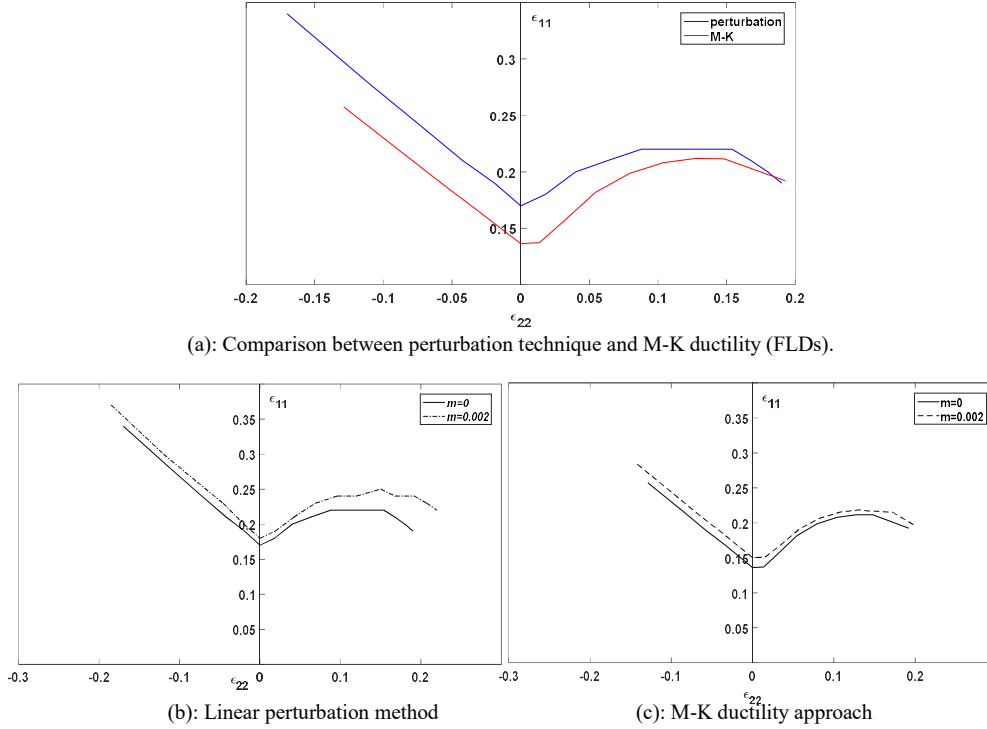 ϵ11
perturbation
M-K
0.3
0.25
0.2
0.15
-0.2 -0.15 -0.1 -0.05 0 0.05 0.1 0.15 0.2
ϵ22
(a): Comparison between perturbation technique and M-K ductility (FLDs).
ϵ11
m=0
m=0.002
0.35
0.3
0.25
0.2
0.15
0.1
0.05
-0.3 -0.2 -0.1 0 0.1 0.2
ϵ22
(b): Linear perturbation method
ϵ11
m=0
m=0.002
0.35
0.3
0.25
0.2
0.15
0.1
0.05
-0.3 -0.2 -0.1 0 0.1 0.2
ϵ22
(c): M-K ductility approach